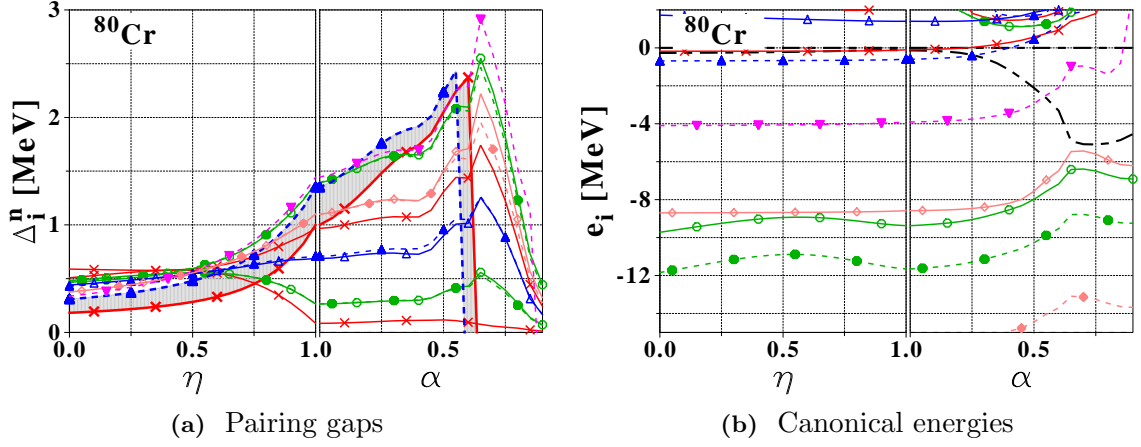 3
2
1
0
Δᵢⁿ [MeV]
⁸⁰Cr
0.0
0.5
1.0
0.5
η
α
(a) Pairing gaps
0
-4
-8
-12
eᵢ [MeV]
⁸⁰Cr
0.0
0.5
1.0
0.5
η
α
(b) Canonical energies